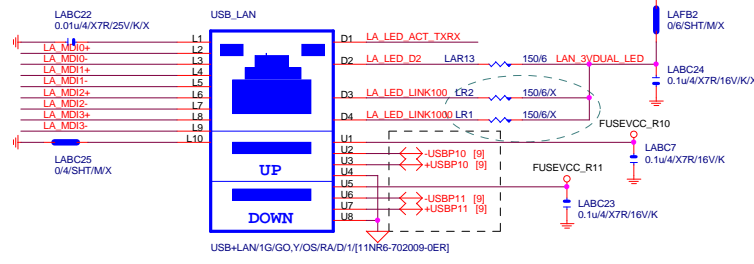 LABC22
0.01u/4/X7R/25V/K/X
USB_LAN
LA_MDI0+
LA_MDI0-
LA_MDI1+
LA_MDI1-
LA_MDI2+
LA_MDI2-
LA_MDI3+
LA_MDI3-
L1
L2
L3
L4
L5
L6
L7
L8
L9
L10
LABC25
0/4/SHT/M/X
UP
DOWN
D1 LA_LED_ACT_TXRX
D2 LA_LED_D2 LAR13 150/6 LAN_3VDUAL_LED
D3 LA_LED_LINK100 LR2 150/6/X
D4 LA_LED_LINK1000 LR1 150/6/X
U1
U2 -USBP10 [9]
U3 +USBP10 [9]
U4
U5
U6 -USBP11 [9]
U7 +USBP11 [9]
U8
LAFB2
0/6/SHT/M/X
LABC24
0.1u/4/X7R/16V/K/X
FUSEVCC_R10
LABC7
0.1u/4/X7R/16V/K
FUSEVCC_R11
LABC23
0.1u/4/X7R/16V/K
USB+LAN/1G/GO,Y/OS/RA/D/1/[11NR6-702009-0ER]